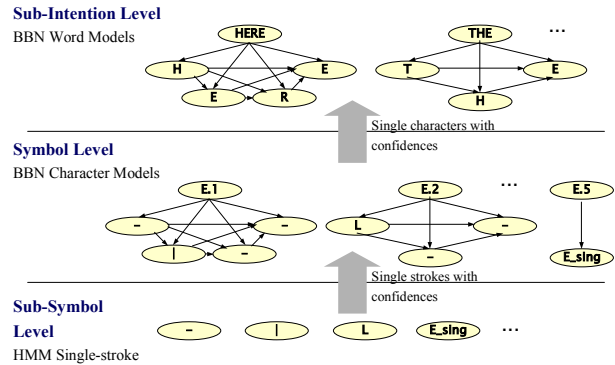 Sub-Intention Level
BBN Word Models
HERE
THE
...
H
E
T
E
E
R
H
Single characters with
confidences
Symbol Level
BBN Character Models
E.1
E.2
...
E.5
–
–
L
–
|
–
–
E_sing
Single strokes with
confidences
Sub-Symbol
Level
HMM Single-stroke
–
|
L
E_sing
...